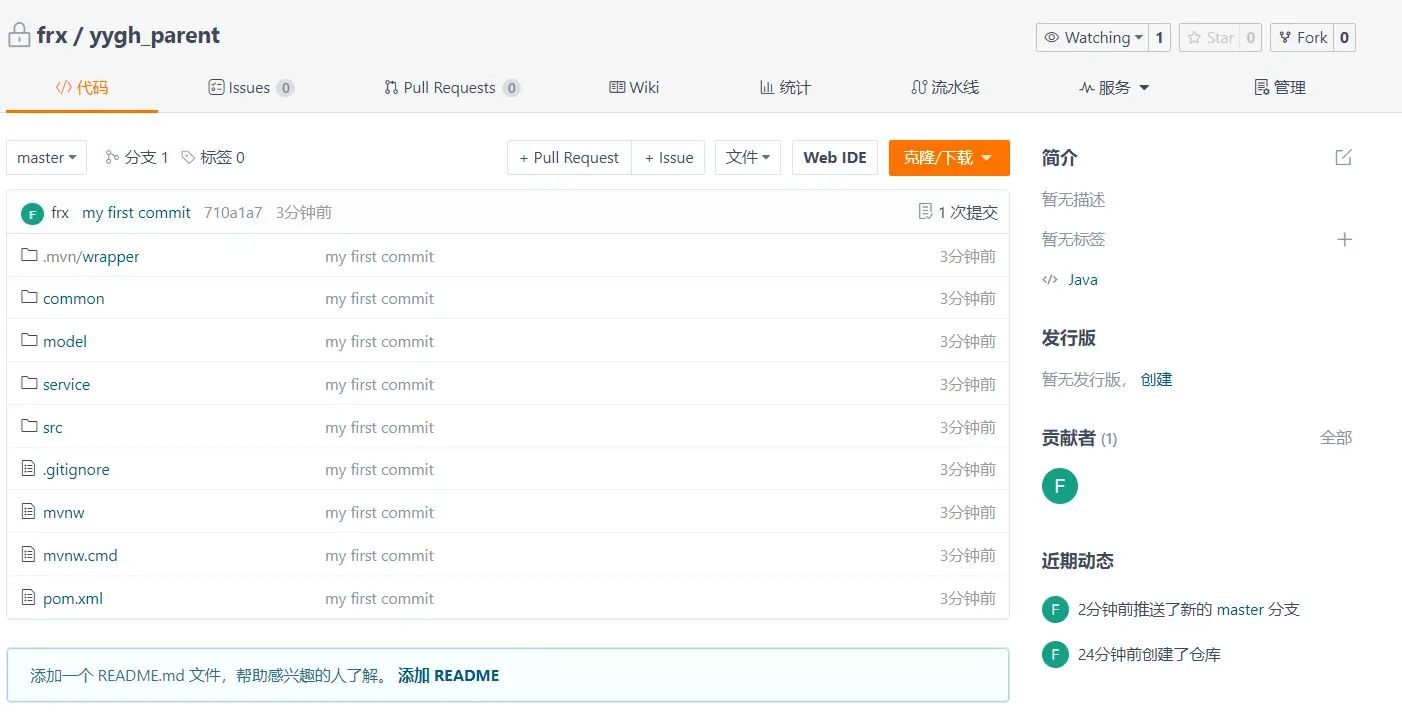 frx / yygh_parent
Watching 1 Star 0 Fork 0
代码 Issues 0 Pull Requests 0 Wiki 统计 流水线 服务 管理
master 分支 1 标签 0 + Pull Request + Issue 文件 Web IDE 克隆/下载
F frx my first commit 710a1a7 3分钟前 1 次提交
.mvn/wrapper my first commit 3分钟前
common my first commit 3分钟前
model my first commit 3分钟前
service my first commit 3分钟前
src my first commit 3分钟前
.gitignore my first commit 3分钟前
mvnw my first commit 3分钟前
mvnw.cmd my first commit 3分钟前
pom.xml my first commit 3分钟前
添加一个 README.md 文件，帮助感兴趣的人了解。 添加 README
简介
暂无描述
暂无标签
Java
发行版
暂无发行版， 创建
贡献者 (1) 全部
F
近期动态
F 2分钟前推送了新的 master 分支
F 24分钟前创建了仓库